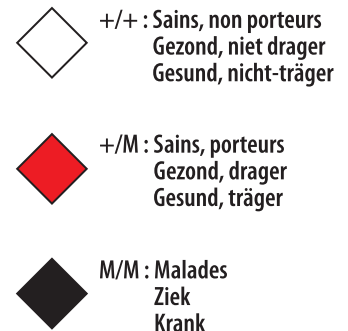 +/+ : Sains, non porteurs
Gezond, niet drager
Gesund, nicht-träger
+/M : Sains, porteurs
Gezond, drager
Gesund, träger
M/M : Malades
Ziek
Krank